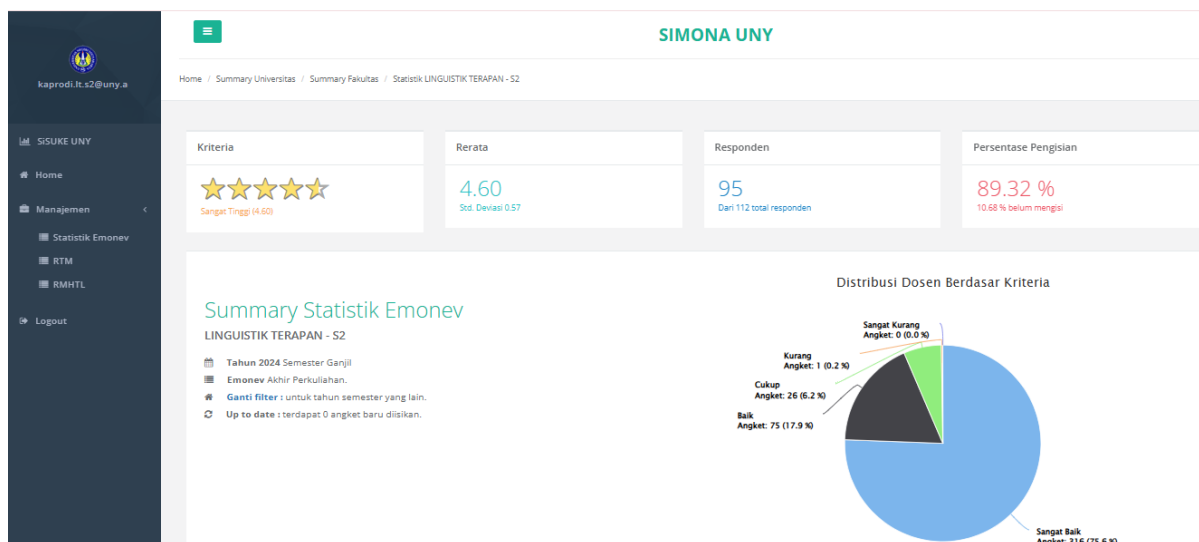 SIMONA UNY
kaprodi.lt.s2@uny.a
Home / Summary Universitas / Summary Fakultas / Statistik LINGUISTIK TERAPAN - S2
SiSUKE UNY
Home
Manajemen
Statistik Emonev
RTM
RMHTL
Logout
Kriteria
Sangat Tinggi (4.60)
Rerata
4.60
Std. Deviasi 0.57
Responden
95
Dari 112 total responden
Persentase Pengisian
89.32 %
10.68 % belum mengisi
Summary Statistik Emonev
LINGUISTIK TERAPAN - S2
Tahun 2024 Semester Ganjil
Emonev Akhir Perkuliahan.
Ganti filter : untuk tahun semester yang lain.
Up to date : terdapat 0 angket baru diisikan.
Distribusi Dosen Berdasar Kriteria
Sangat Kurang
Angket: 0 (0.0 %)
Kurang
Angket: 1 (0.2 %)
Cukup
Angket: 26 (6.2 %)
Baik
Angket: 75 (17.9 %)
Sangat Baik
Angket: 316 (75.6 %)